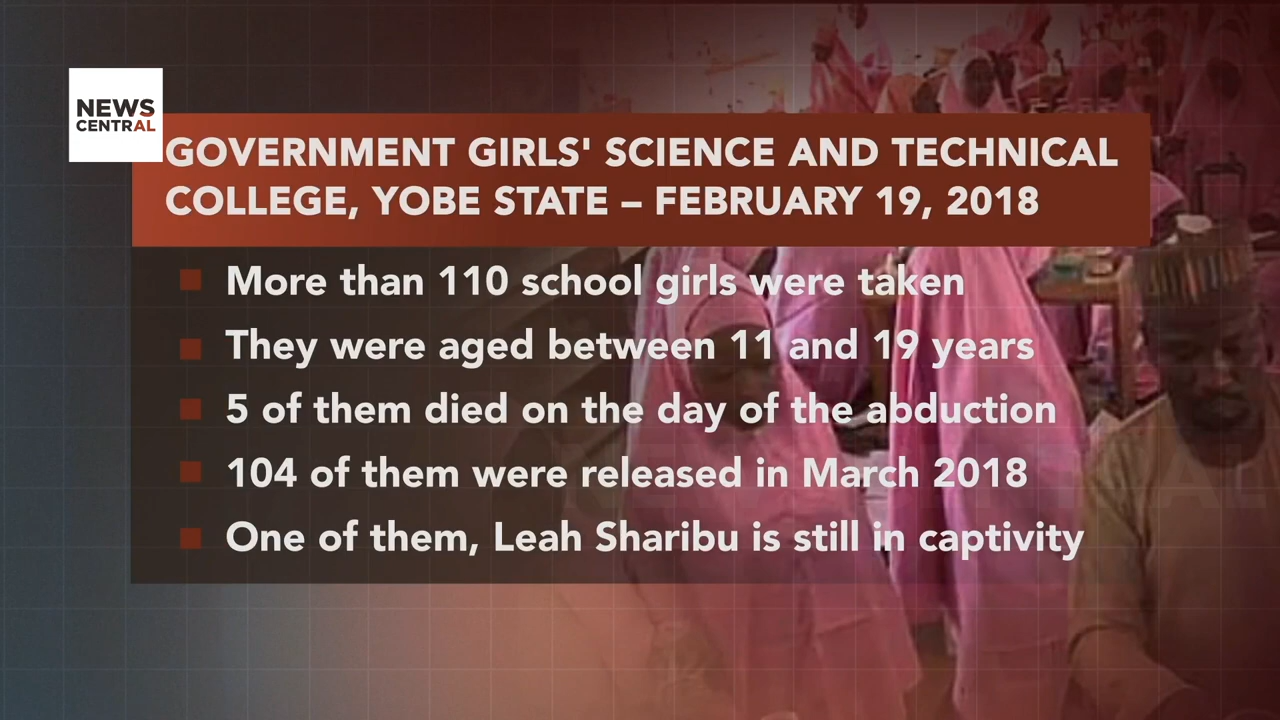 NEWS
CENTRAL
GOVERNMENT GIRLS' SCIENCE AND TECHNICAL
COLLEGE, YOBE STATE – FEBRUARY 19, 2018
More than 110 school girls were taken
They were aged between 11 and 19 years
5 of them died on the day of the abduction
104 of them were released in March 2018
One of them, Leah Sharibu is still in captivity